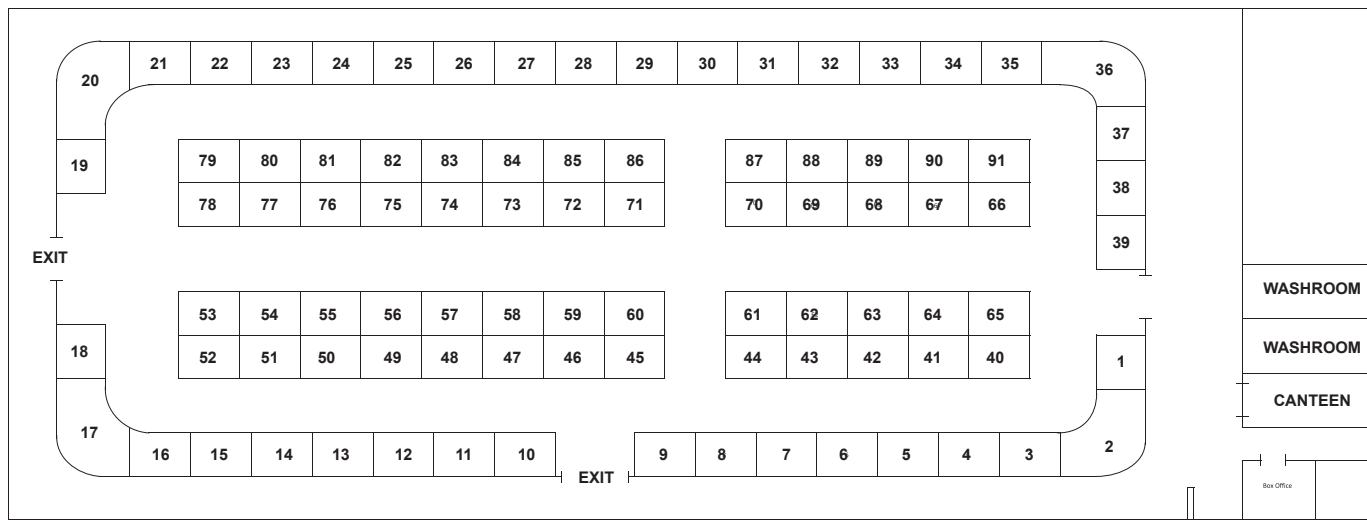 21 22 23 24 25 26 27 28 29 30 31 32 33 34 35
20 36
79 80 81 82 83 84 85 86 87 88 89 90 91 37
19
78 77 76 75 74 73 72 71 70 69 68 67 66 38
39
EXIT
WASHROOM
53 54 55 56 57 58 59 60 61 62 63 64 65
18 WASHROOM
52 51 50 49 48 47 46 45 44 43 42 41 40 1
CANTEEN
17 2
16 15 14 13 12 11 10 9 8 7 6 5 4 3
EXIT
Box Office